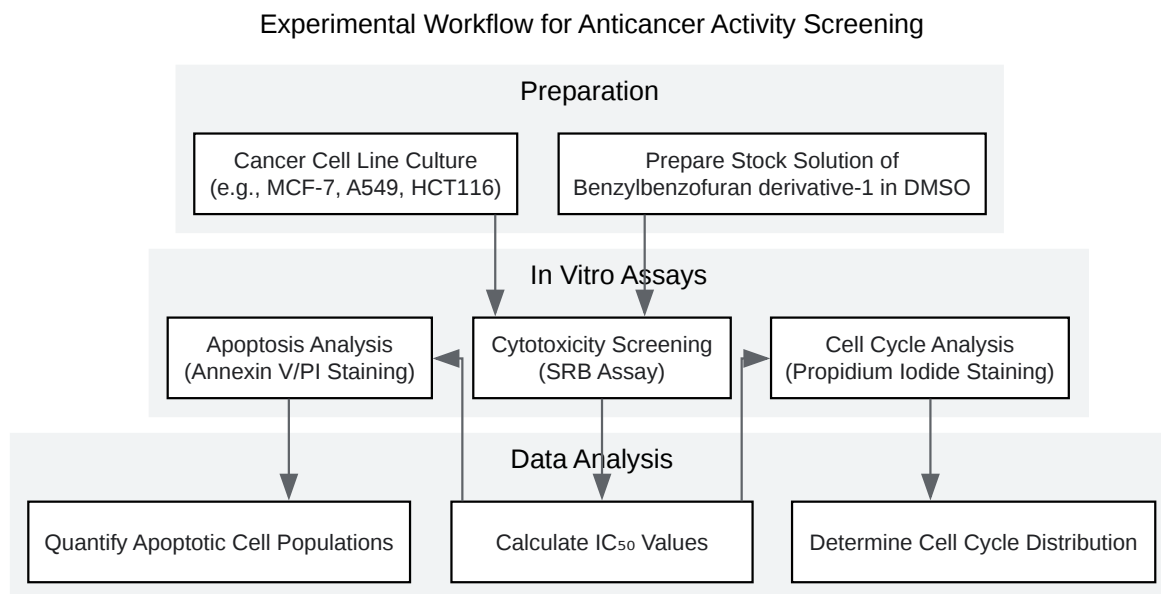 Experimental Workflow for Anticancer Activity Screening
Preparation
Cancer Cell Line Culture
(e.g., MCF-7, A549, HCT116)
Prepare Stock Solution of
Benzylbenzofuran derivative-1 in DMSO
In Vitro Assays
Apoptosis Analysis
(Annexin V/PI Staining)
Cytotoxicity Screening
(SRB Assay)
Cell Cycle Analysis
(Propidium Iodide Staining)
Data Analysis
Quantify Apoptotic Cell Populations
Calculate IC₅₀ Values
Determine Cell Cycle Distribution